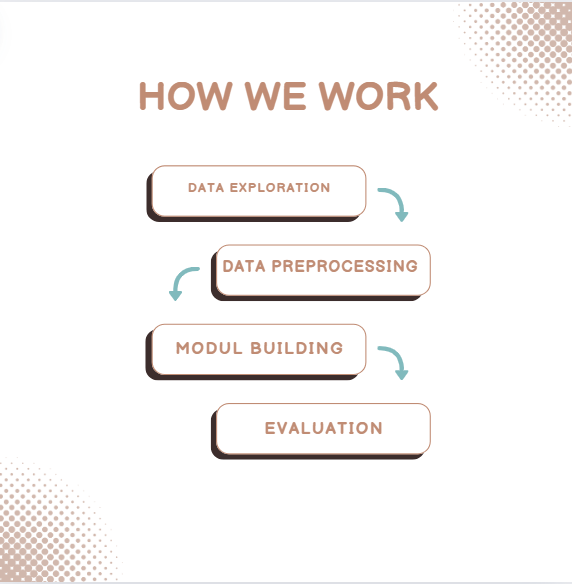 HOW WE WORK
DATA EXPLORATION
DATA PREPROCESSING
MODUL BUILDING
EVALUATION